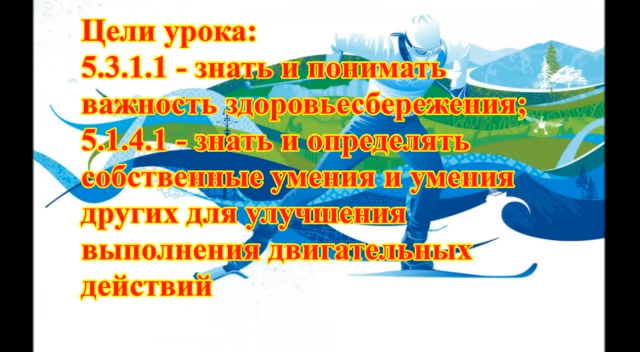 Цели урока:
5.3.1.1 - знать и понимать
важность здоровьесбережения;
5.1.4.1 - знать и определять
собственные умения и умения
других для улучшения
выполнения двигательных
действий